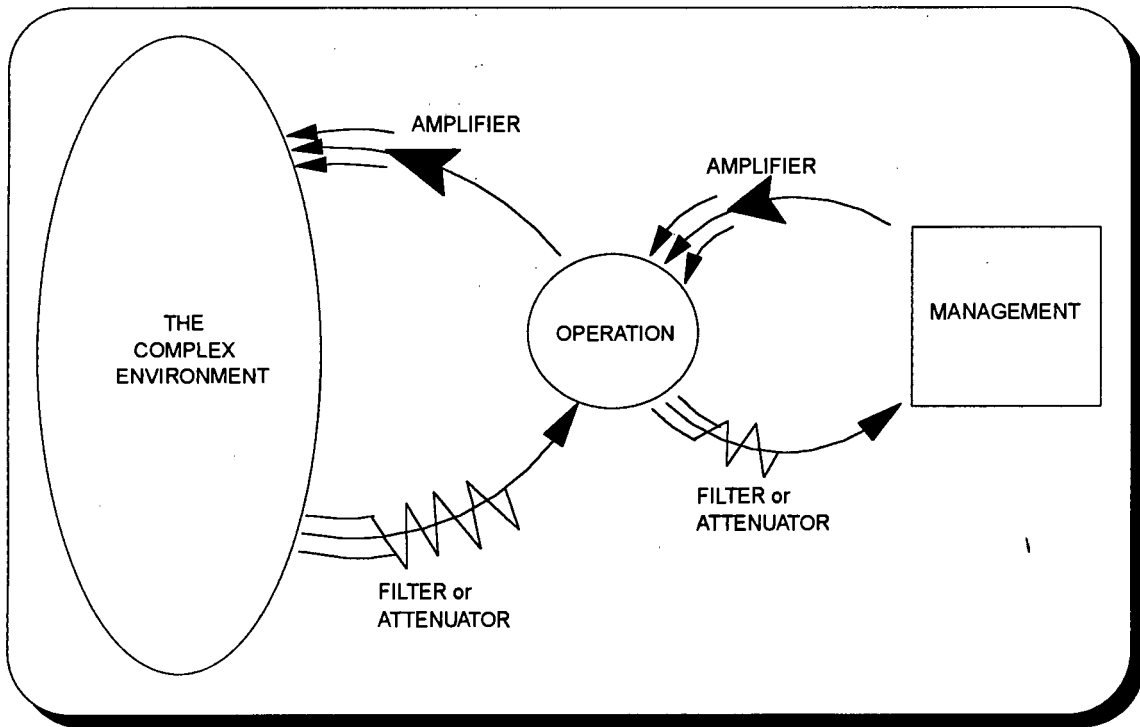 AMPLIFIER
AMPLIFIER
THE
COMPLEX
ENVIRONMENT
OPERATION
MANAGEMENT
FILTER or
ATTENUATOR
FILTER or
ATTENUATOR